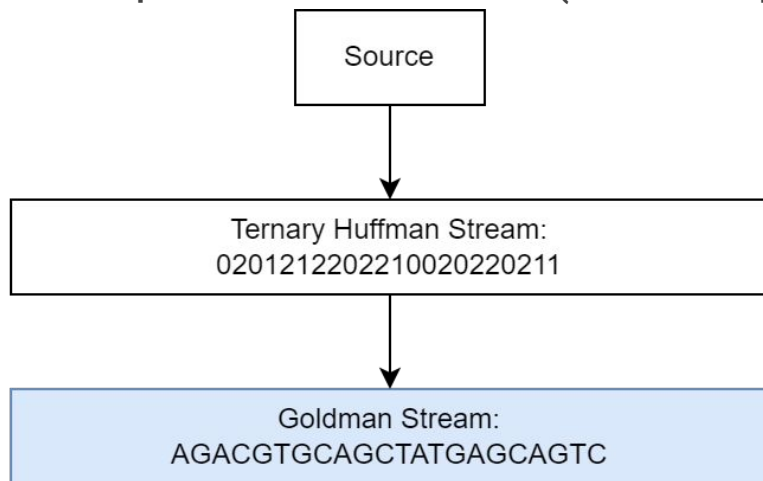 Source
Ternary Huffman Stream:
0201212202210020220211
Goldman Stream:
AGACGTGCAGCTATGAGCAGTC